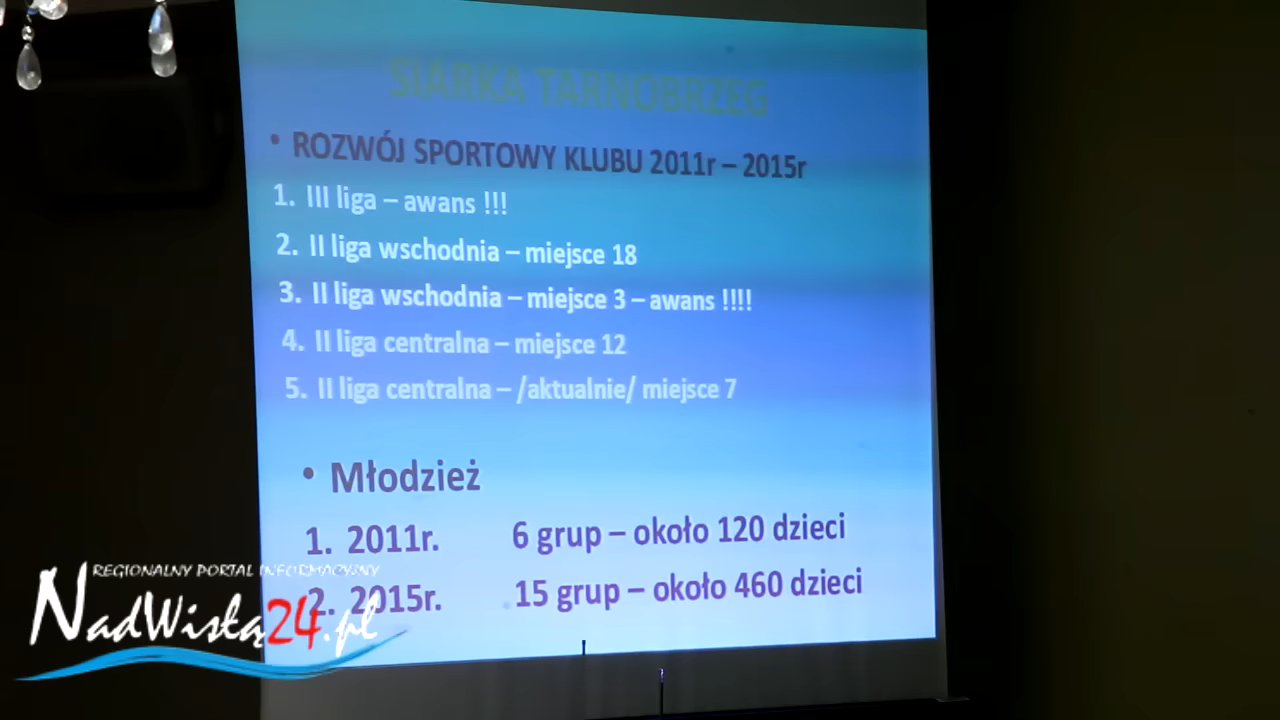 SIARKA TARNOBRZEG
• ROZWÓJ SPORTOWY KLUBU 2011r – 2015r
1. III liga – awans !!!
2. II liga wschodnia – miejsce 18
3. II liga wschodnia – miejsce 3 – awans !!!!
4. II liga centralna – miejsce 12
5. II liga centralna – /aktualnie/ miejsce 7
• Młodzież
1. 2011r. 6 grup – około 120 dzieci
2. 2015r. 15 grup – około 460 dzieci
REGIONALNY PORTAL INFORMACYJNY
NadWisłą24.pl